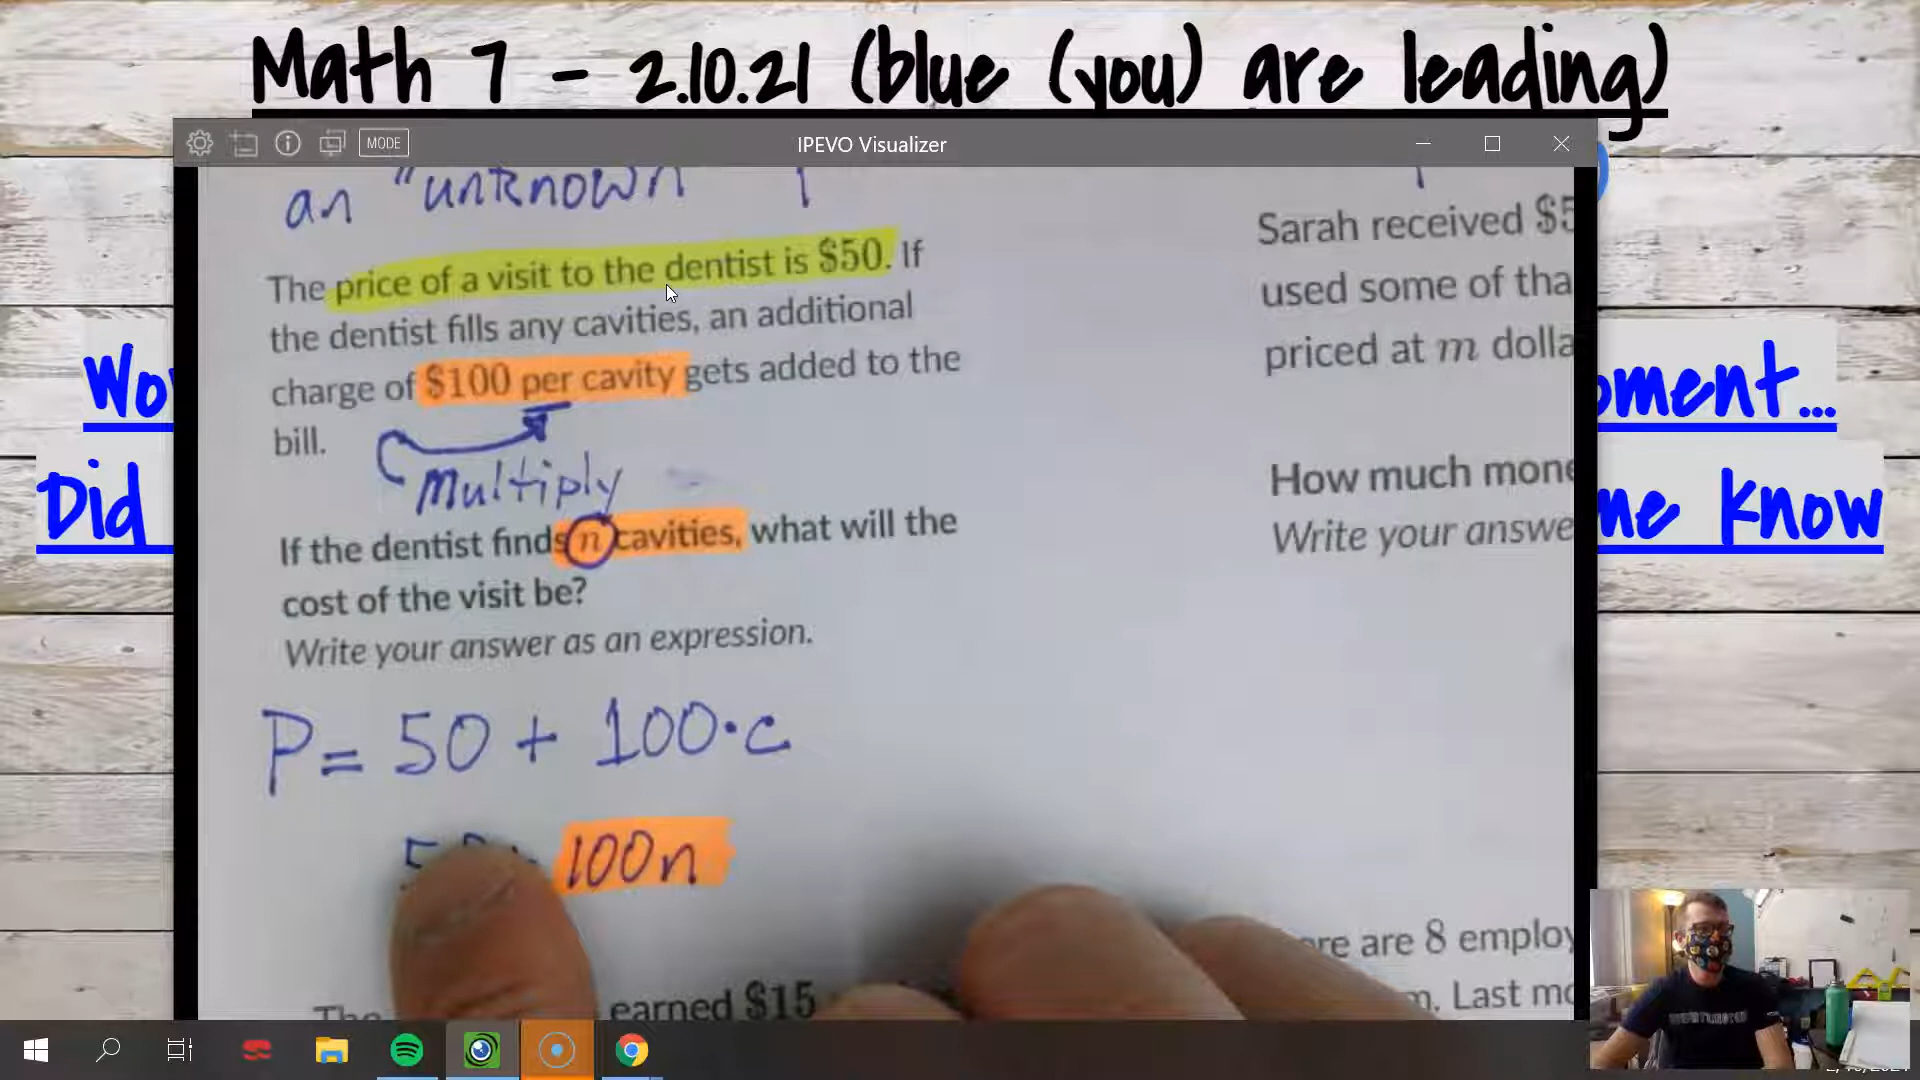 Math 7 - 2.10.21 (blue (you) are leading)
MODE
IPEVO Visualizer
an "unknown"
The price of a visit to the dentist is $50. If
the dentist fills any cavities, an additional
charge of $100 per cavity gets added to the
bill.
Multiply
If the dentist finds n cavities, what will the
cost of the visit be?
Write your answer as an expression.
P = 50 + 100·c
100n
earned $15
Sarah received $5
used some of tha
priced at m dolla
How much mone
Write your answe
are 8 employ
Last mo
Wo
oment...
Did
me know